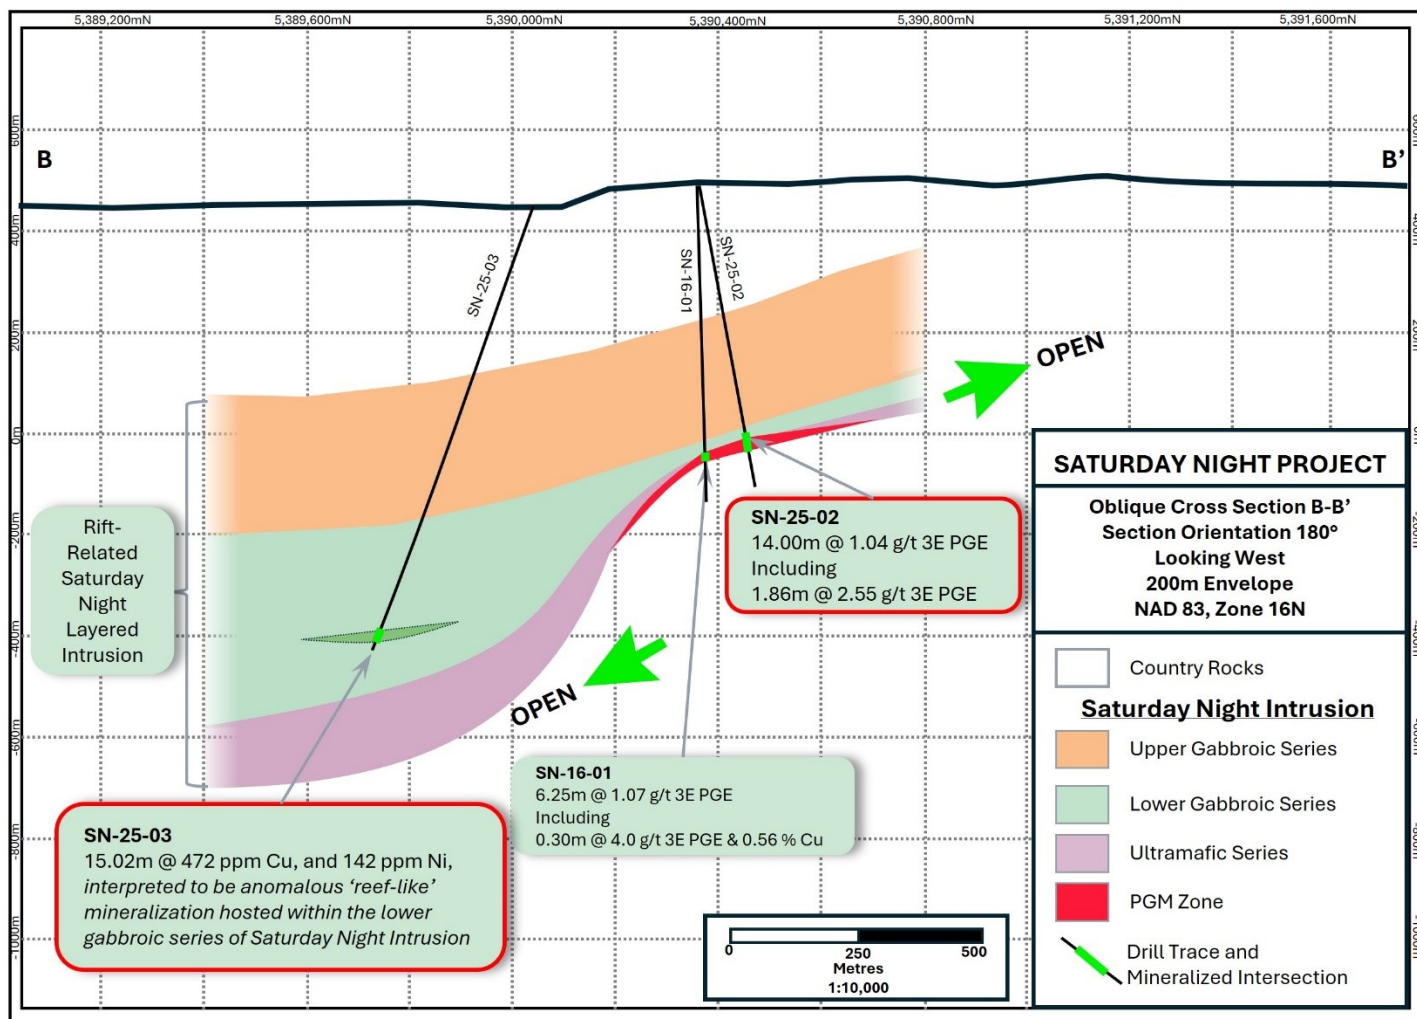 5,389,200mN
5,389,600mN
5,390,000mN
5,390,400mN
5,390,800mN
5,391,200mN
5,391,600mN
600m
B
B’
400m
SN-25-03
SN-16-01
SN-25-02
200m
OPEN
0m
SATURDAY NIGHT PROJECT
Oblique Cross Section B-B’
Section Orientation 180°
Looking West
200m Envelope
NAD 83, Zone 16N
SN-25-02
14.00m @ 1.04 g/t 3E PGE
Including
1.86m @ 2.55 g/t 3E PGE
Rift-
Related
Saturday
Night
Layered
Intrusion
-200m
-400m
OPEN
-600m
Country Rocks
Saturday Night Intrusion
Upper Gabbroic Series
Lower Gabbroic Series
Ultramafic Series
PGM Zone
Drill Trace and
Mineralized Intersection
SN-16-01
6.25m @ 1.07 g/t 3E PGE
Including
0.30m @ 4.0 g/t 3E PGE & 0.56 % Cu
SN-25-03
15.02m @ 472 ppm Cu, and 142 ppm Ni,
interpreted to be anomalous ‘reef-like’
mineralization hosted within the lower
gabbroic series of Saturday Night Intrusion
-800m
-1000m
0
250
500
Metres
1:10,000